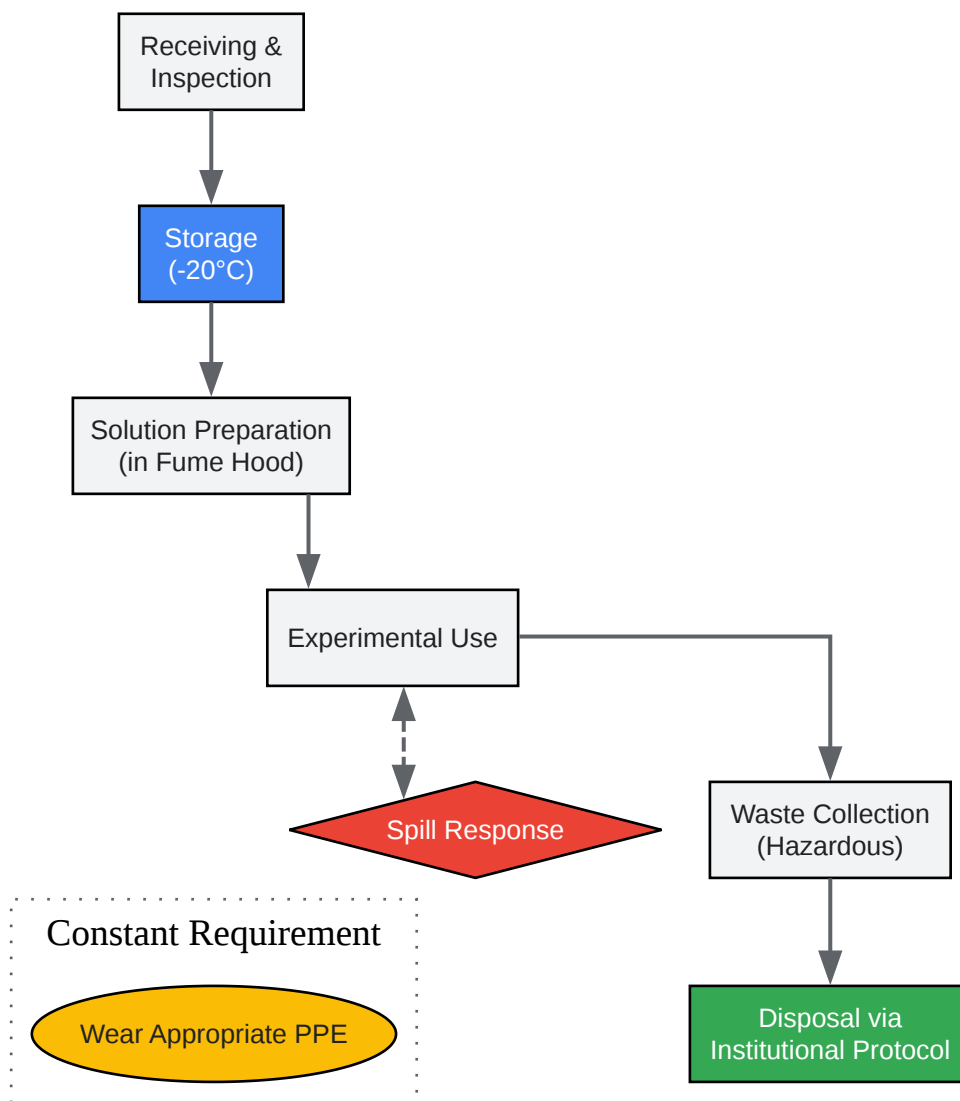 Receiving &
Inspection
Storage
(-20°C)
Solution Preparation
(in Fume Hood)
Experimental Use
Spill Response
Waste Collection
(Hazardous)
Constant Requirement
Wear Appropriate PPE
Disposal via
Institutional Protocol